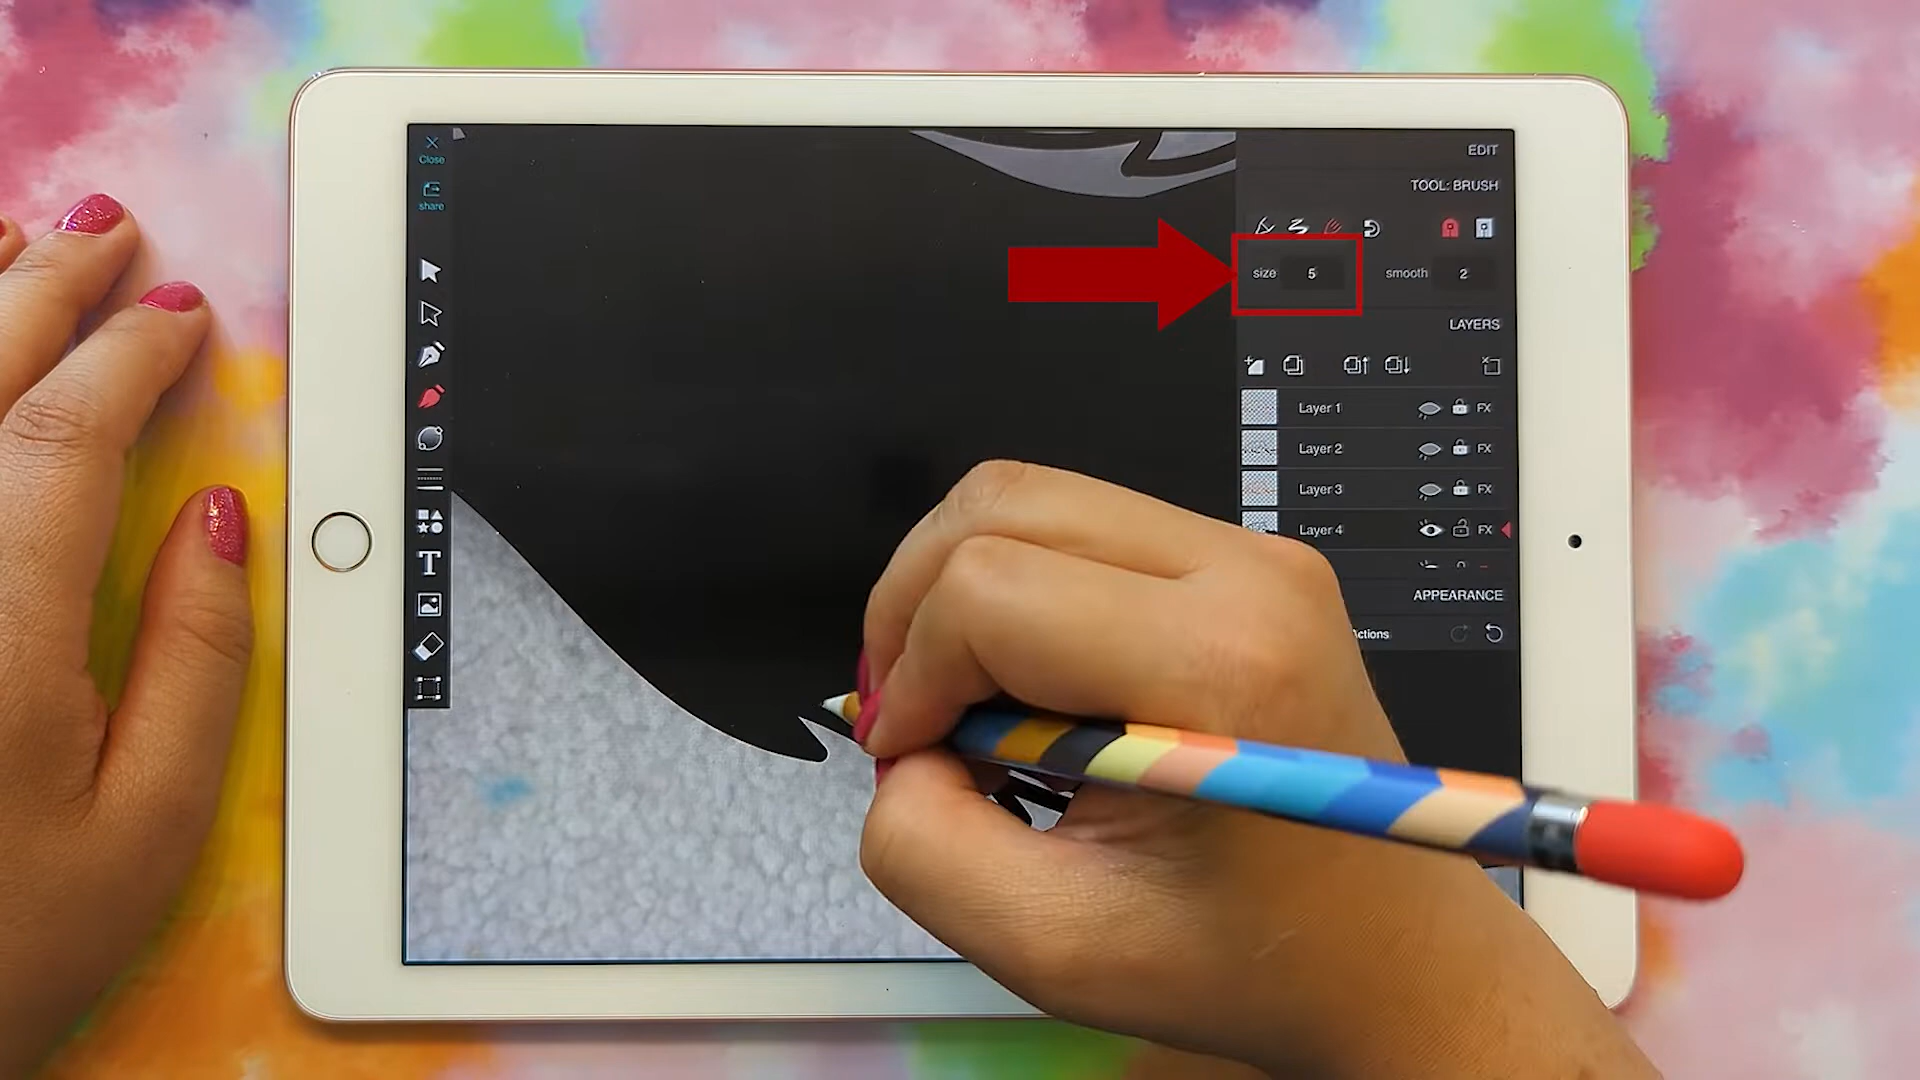 Close
share
EDIT
TOOL: BRUSH
size 5 smooth 2
LAYERS
Layer 1 FX
Layer 2 FX
Layer 3 FX
Layer 4 FX
APPEARANCE
Actions
T